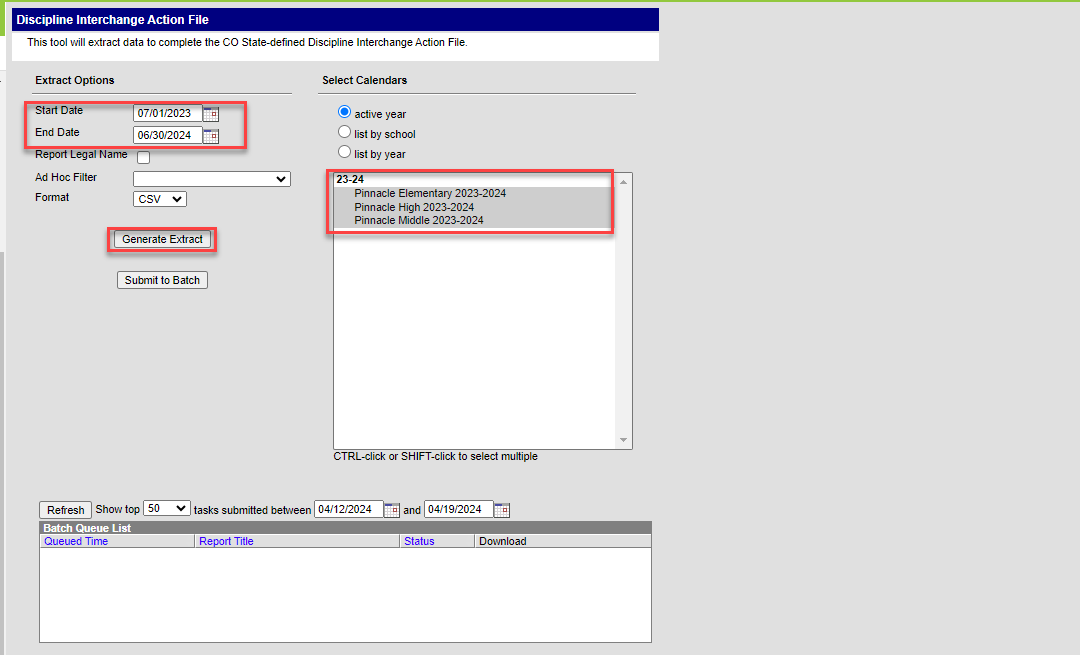 Discipline Interchange Action File
This tool will extract data to complete the CO State-defined Discipline Interchange Action File.
Extract Options
Start Date 07/01/2023
End Date 06/30/2024
Report Legal Name
Ad Hoc Filter
Format CSV
Generate Extract
Submit to Batch
Select Calendars
active year
list by school
list by year
23-24
Pinnacle Elementary 2023-2024
Pinnacle High 2023-2024
Pinnacle Middle 2023-2024
CTRL-click or SHIFT-click to select multiple
Refresh Show top 50 tasks submitted between 04/12/2024 and 04/19/2024
Batch Queue List
Queued Time Report Title Status Download